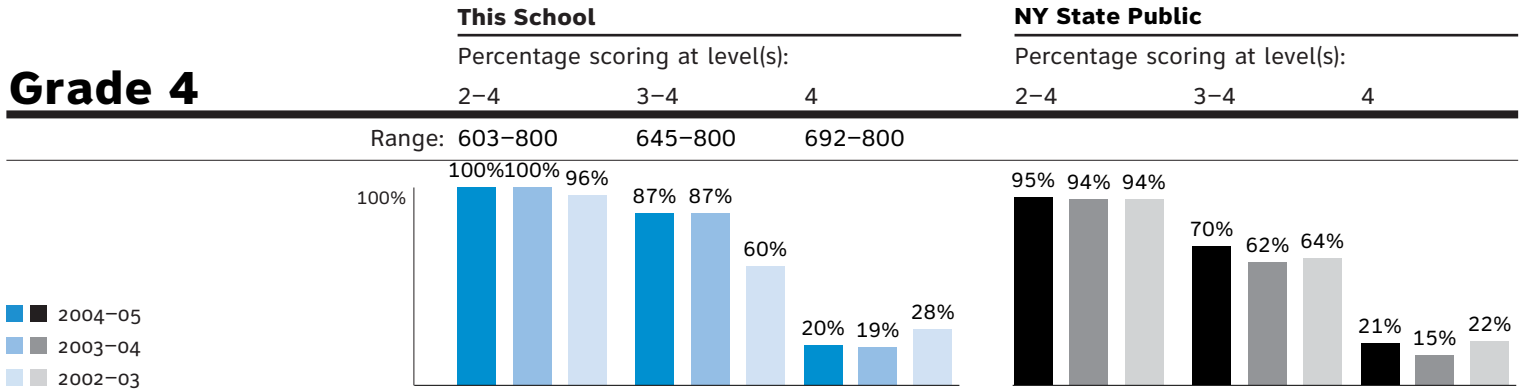 This School NY State Public
Percentage scoring at level(s): Percentage scoring at level(s):
Grade 4 2–4 3–4 4 2–4 3–4 4
Range: 603–800 645–800 692–800
100% 100% 100% 96% 87% 87% 60% 20% 19% 28% 95% 94% 94% 70% 62% 64% 21% 15% 22%
2004–05
2003–04
2002–03